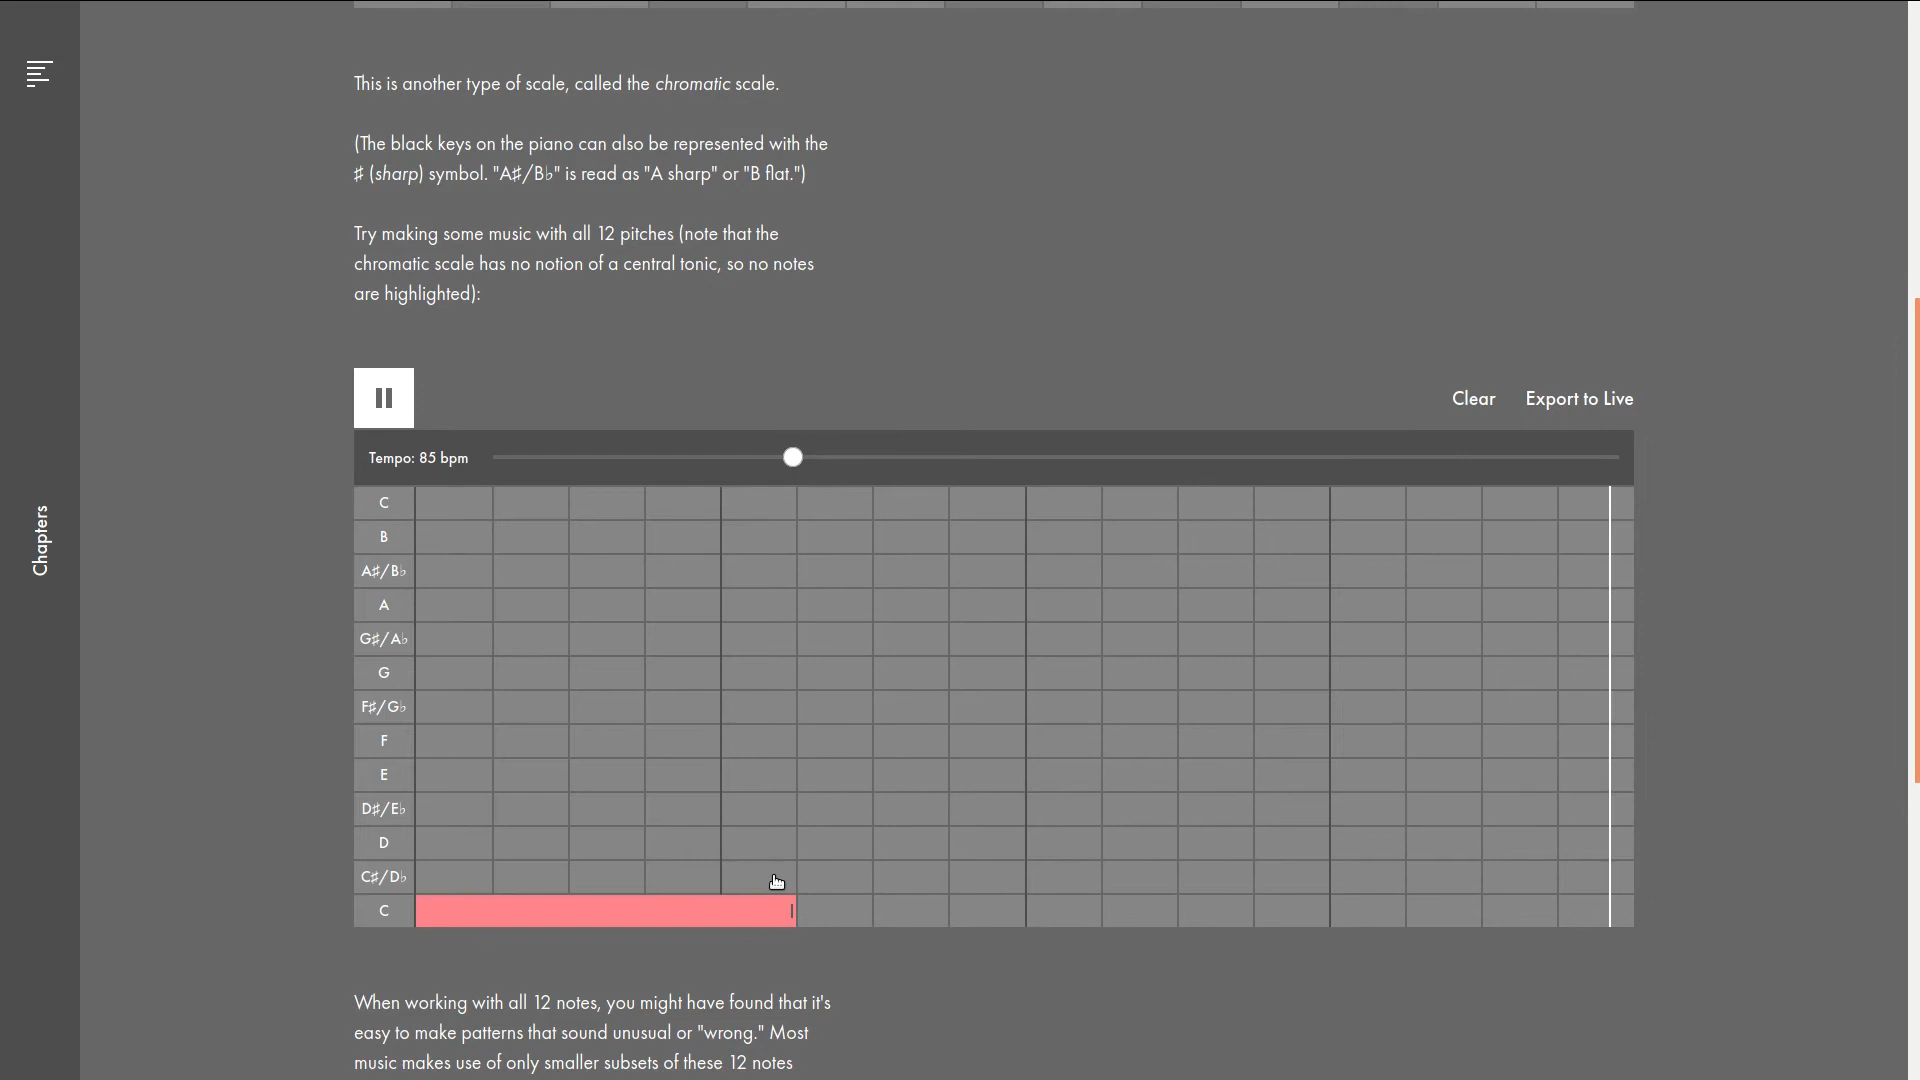 This is another type of scale, called the chromatic scale.
(The black keys on the piano can also be represented with the
♯ (sharp) symbol. "A♯/B♭" is read as "A sharp" or "B flat.")
Try making some music with all 12 pitches (note that the
chromatic scale has no notion of a central tonic, so no notes
are highlighted):
Clear Export to Live
Tempo: 85 bpm
C
B
A♯/B♭
A
G♯/A♭
G
F♯/G♭
F
E
D♯/E♭
D
C♯/D♭
C
Chapters
When working with all 12 notes, you might have found that it's
easy to make patterns that sound unusual or "wrong." Most
music makes use of only smaller subsets of these 12 notes